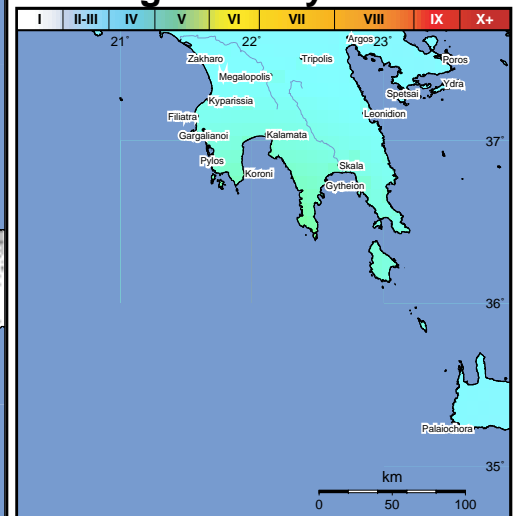 I II-III IV V VI VII VIII IX X+
21° 22° 23°
Argos
Zakharo Tripolis Poros
Megalopolis Ydra
Spetsai
Kyparissia
Filiatra Leonidion
Gargalianoi Kalamata 37°
Pylos Skala
Koroni
Gytheion
36°
Palaiochora
35°
km
0 50 100